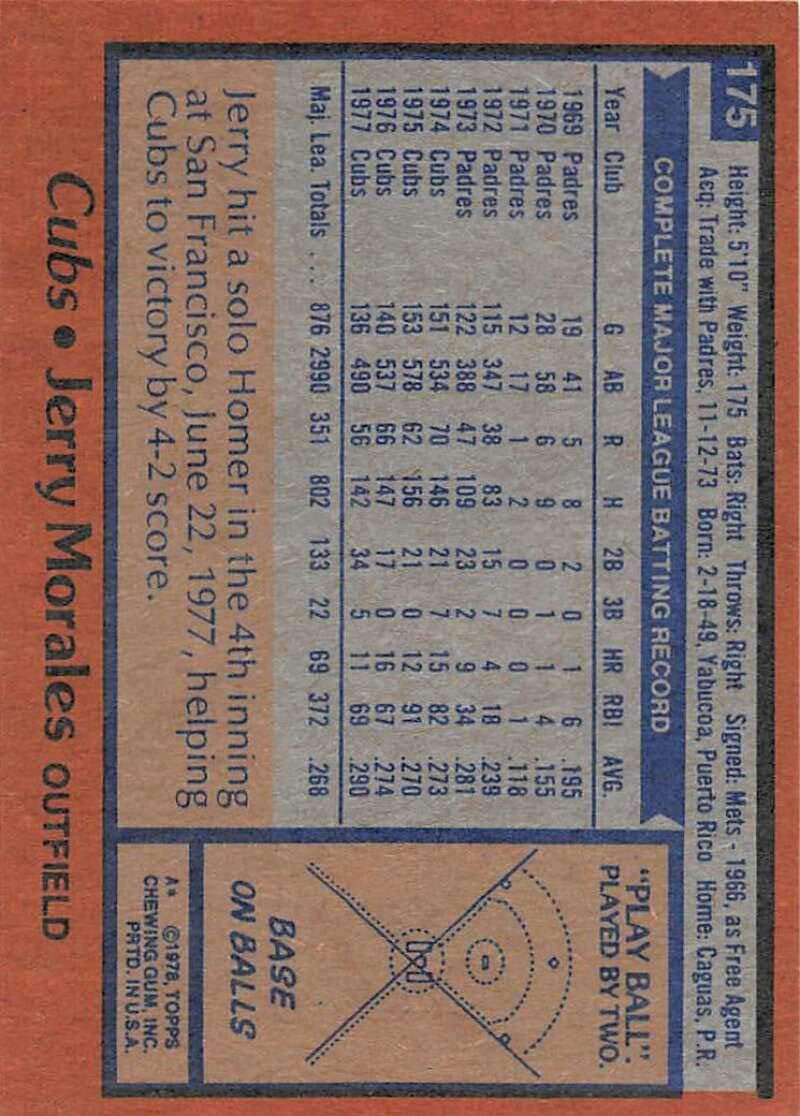 175
Height: 5'10" Weight: 175 Bats: Right Throws: Right Signed: Mets - 1966, as Free Agent
Acq: Trade with Padres, 11-12-73 Born: 2-18-49, Yabucoa, Puerto Rico Home: Caguas, P.R.
COMPLETE MAJOR LEAGUE BATTING RECORD
Year Club G AB R H 2B 3B HR RBI AVG.
1969 Padres 19 41 5 8 2 0 1 6 .195
1970 Padres 28 58 6 9 0 1 1 4 .155
1971 Padres 12 17 1 2 0 0 0 1 .118
1972 Padres 115 347 38 83 15 7 4 18 .239
1973 Padres 122 388 47 109 23 2 9 34 .281
1974 Cubs 151 534 70 146 21 7 15 82 .273
1975 Cubs 153 578 62 156 21 0 12 91 .270
1976 Cubs 140 537 66 147 17 0 16 67 .274
1977 Cubs 136 490 56 142 34 5 11 69 .290
Maj. Lea. Totals ... 876 2990 351 802 133 22 69 372 .268
Jerry hit a solo Homer in the 4th inning
at San Francisco, June 22, 1977, helping
Cubs to victory by 4-2 score.
"PLAY BALL":
PLAYED BY TWO.
BASE
ON BALLS
A* ©1978, TOPPS
CHEWING GUM, INC.
PRTD. IN U.S.A.
Cubs • Jerry Morales OUTFIELD